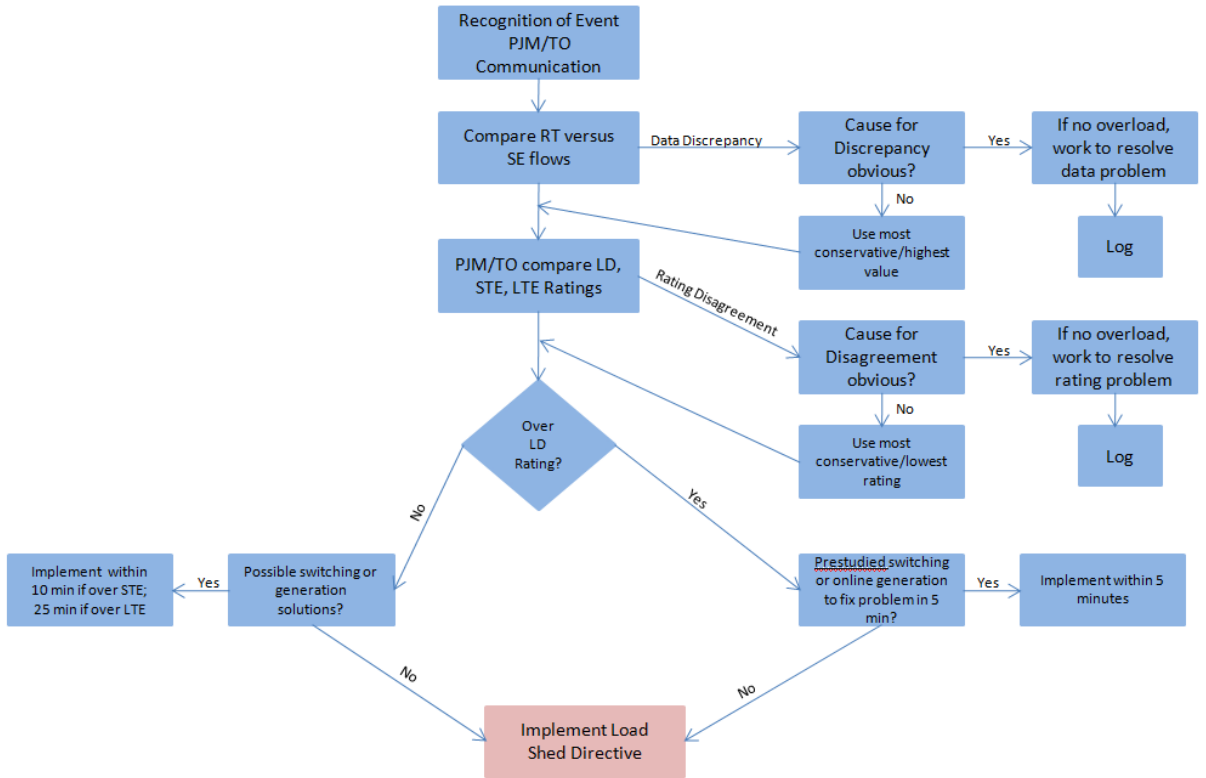 Recognition of Event
PJM/TO
Communication
Compare RT versus
SE flows
Data Discrepancy
Cause for
Discrepancy
obvious?
Yes
If no overload,
work to resolve
data problem
No
Use most
conservative/highest
value
Log
PJM/TO compare LD,
STE, LTE Ratings
Rating Disagreement
Cause for
Disagreement
obvious?
Yes
If no overload,
work to resolve
rating problem
No
Use most
conservative/lowest
rating
Log
Over
LD
Rating?
No
Yes
Implement within
10 min if over STE;
25 min if over LTE
Yes
Possible switching or
generation
solutions?
Prestudied switching
or online generation
to fix problem in 5
min?
Yes
Implement within 5
minutes
No
No
Implement Load
Shed Directive